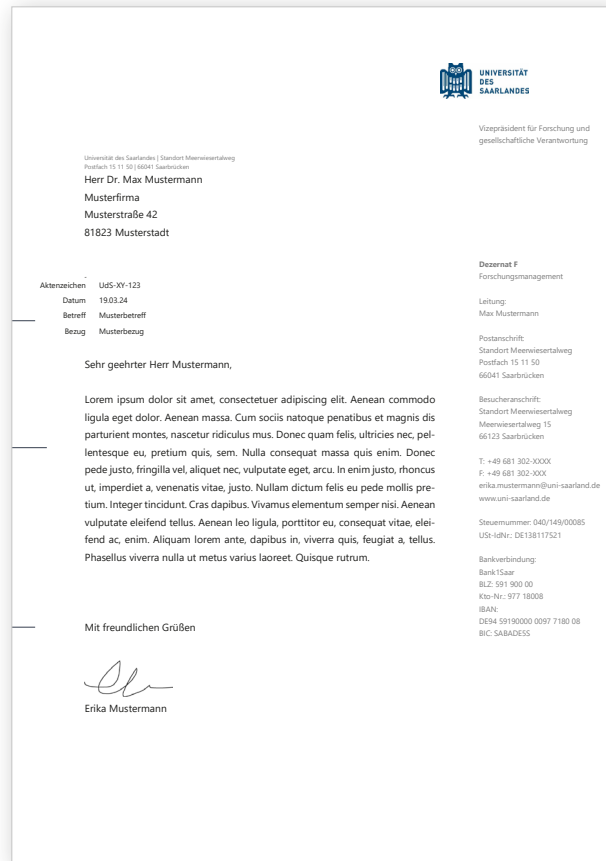 UNIVERSITÄT
DES
SAARLANDES
Vizepräsident für Forschung und
gesellschaftliche Verantwortung
Universität des Saarlandes | Standort Meerwiesertalweg
Postfach 15 11 50 | 66041 Saarbrücken
Herr Dr. Max Mustermann
Musterfirma
Musterstraße 42
81823 Musterstadt
Aktenzeichen UdS-XY-123
Datum 19.03.24
Betreff Musterbetreff
Bezug Musterbezug
Sehr geehrter Herr Mustermann,
Lorem ipsum dolor sit amet, consectetuer adipiscing elit. Aenean commodo
ligula eget dolor. Aenean massa. Cum sociis natoque penatibus et magnis dis
parturient montes, nascetur ridiculus mus. Donec quam felis, ultricies nec, pel-
lentesque eu, pretium quis, sem. Nulla consequat massa quis enim. Donec
pede justo, fringilla vel, aliquet nec, vulputate eget, arcu. In enim justo, rhoncus
ut, imperdiet a, venenatis vitae, justo. Nullam dictum felis eu pede mollis pre-
tium. Integer tincidunt. Cras dapibus. Vivamus elementum semper nisi. Aenean
vulputate eleifend tellus. Aenean leo ligula, porttitor eu, consequat vitae, elei-
fend ac, enim. Aliquam lorem ante, dapibus in, viverra quis, feugiat a, tellus.
Phasellus viverra nulla ut metus varius laoreet. Quisque rutrum.
Mit freundlichen Grüßen
Erika Mustermann
Dezernat F
Forschungsmanagement
Leitung:
Max Mustermann
Postanschrift:
Standort Meerwiesertalweg
Postfach 15 11 50
66041 Saarbrücken
Besucheranschrift:
Standort Meerwiesertalweg
Meerwiesertalweg 15
66123 Saarbrücken
T: +49 681 302-XXXX
F: +49 681 302-XXX
erika.mustermann@uni-saarland.de
www.uni-saarland.de
Steuernummer: 040/149/00085
USt-IdNr.: DE138117521
Bankverbindung:
Bank1Saar
BLZ: 591 900 00
Kto-Nr.: 977 18008
IBAN:
DE94 59190000 0097 7180 08
BIC: SABADE5S